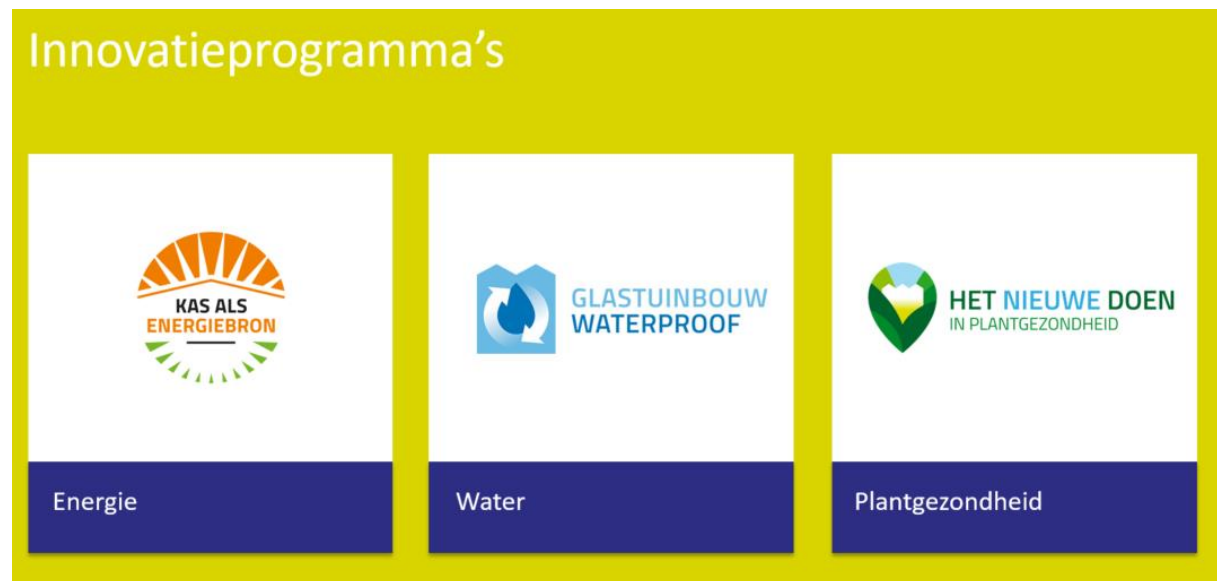 Innovatieprogramma's
KAS ALS
ENERGIEBRON
GLASTUINBOUW
WATERPROOF
HET NIEUWE DOEN
IN PLANTGEZONDHEID
Energie
Water
Plantgezondheid